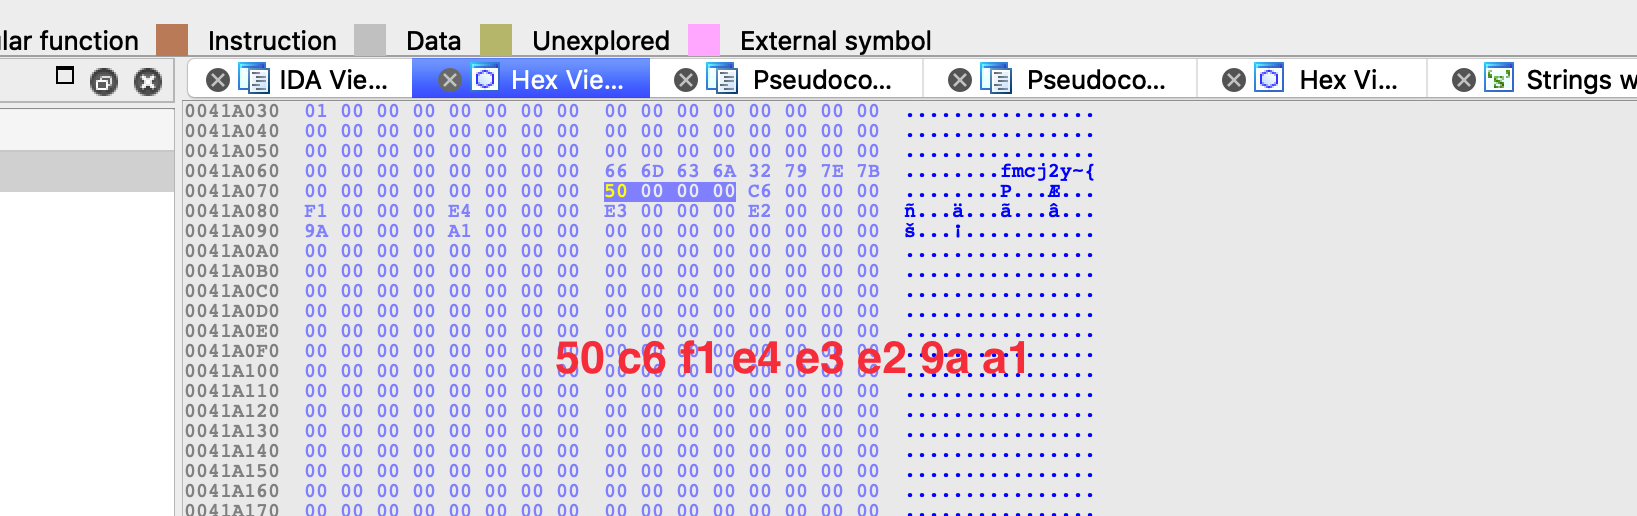 lar function Instruction Data Unexplored External symbol
IDA Vie... Hex Vie... Pseudoco... Pseudoco... Hex Vi... Strings w
0041A030 01 00 00 00 00 00 00 00 00 00 00 00 00 00 00 00 ................
0041A040 00 00 00 00 00 00 00 00 00 00 00 00 00 00 00 00 ................
0041A050 00 00 00 00 00 00 00 00 00 00 00 00 00 00 00 00 ................
0041A060 00 00 00 00 00 00 00 00 66 6D 63 6A 32 79 7E 7B ........fmcj2y~{
0041A070 00 00 00 00 00 00 00 00 50 00 00 00 C6 00 00 00 ........P...Æ...
0041A080 F1 00 00 00 E4 00 00 00 E3 00 00 00 E2 00 00 00 ñ...ä...ã...â...
0041A090 9A 00 00 00 A1 00 00 00 00 00 00 00 00 00 00 00 š...¡...........
0041A0A0 00 00 00 00 00 00 00 00 00 00 00 00 00 00 00 00 ................
0041A0B0 00 00 00 00 00 00 00 00 00 00 00 00 00 00 00 00 ................
0041A0C0 00 00 00 00 00 00 00 00 00 00 00 00 00 00 00 00 ................
0041A0D0 00 00 00 00 00 00 00 00 00 00 00 00 00 00 00 00 ................
0041A0E0 00 00 00 00 00 00 00 00 00 00 00 00 00 00 00 00 ................
0041A0F0 00 00 00 00 00 00 00 00 00 00 00 00 00 00 00 00 ................
50 c6 f1 e4 e3 e2 9a a1
0041A100 00 00 00 00 00 00 00 00 00 00 00 00 00 00 00 00 ................
0041A110 00 00 00 00 00 00 00 00 00 00 00 00 00 00 00 00 ................
0041A120 00 00 00 00 00 00 00 00 00 00 00 00 00 00 00 00 ................
0041A130 00 00 00 00 00 00 00 00 00 00 00 00 00 00 00 00 ................
0041A140 00 00 00 00 00 00 00 00 00 00 00 00 00 00 00 00 ................
0041A150 00 00 00 00 00 00 00 00 00 00 00 00 00 00 00 00 ................
0041A160 00 00 00 00 00 00 00 00 00 00 00 00 00 00 00 00 ................
0041A170 00 00 00 00 00 00 00 00 00 00 00 00 00 00 00 00 ................